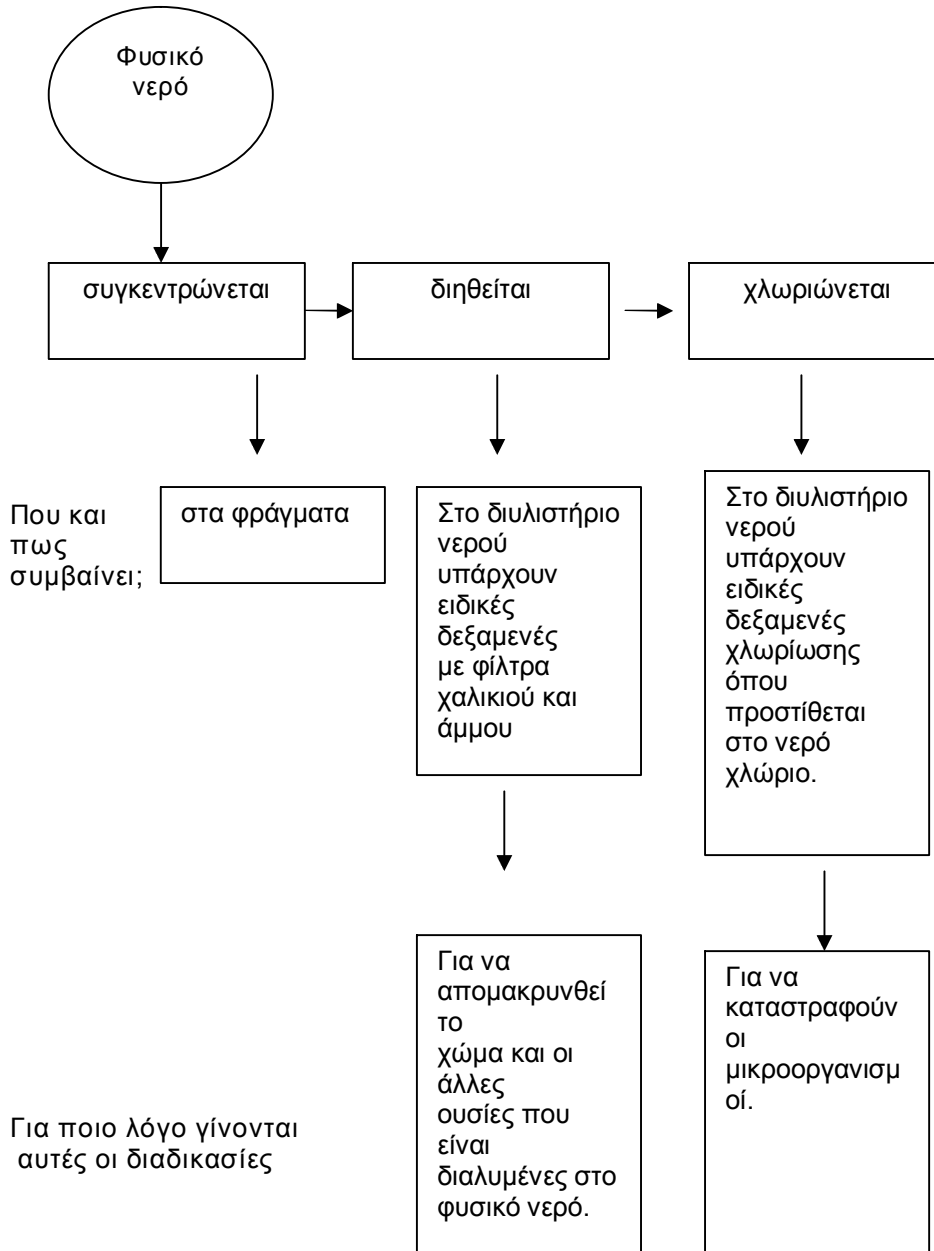 Φυσικό
νερό
συγκεντρώνεται
διηθείται
χλωριώνεται
Που και
πως
συμβαίνει;
στα φράγματα
Στο διυλιστήριο
νερού
υπάρχουν
ειδικές
δεξαμενές
με φίλτρα
χαλικιού και
άμμου
Στο διυλιστήριο
νερού
υπάρχουν
ειδικές
δεξαμενές
χλωρίωσης
όπου
προστίθεται
στο νερό
χλώριο.
Για ποιο λόγο γίνονται
αυτές οι διαδικασίες
Για να
απομακρυνθεί
το
χώμα και οι
άλλες
ουσίες που
είναι
διαλυμένες στο
φυσικό νερό.
Για να
καταστραφούν
οι
μικροοργανισμ
οί.